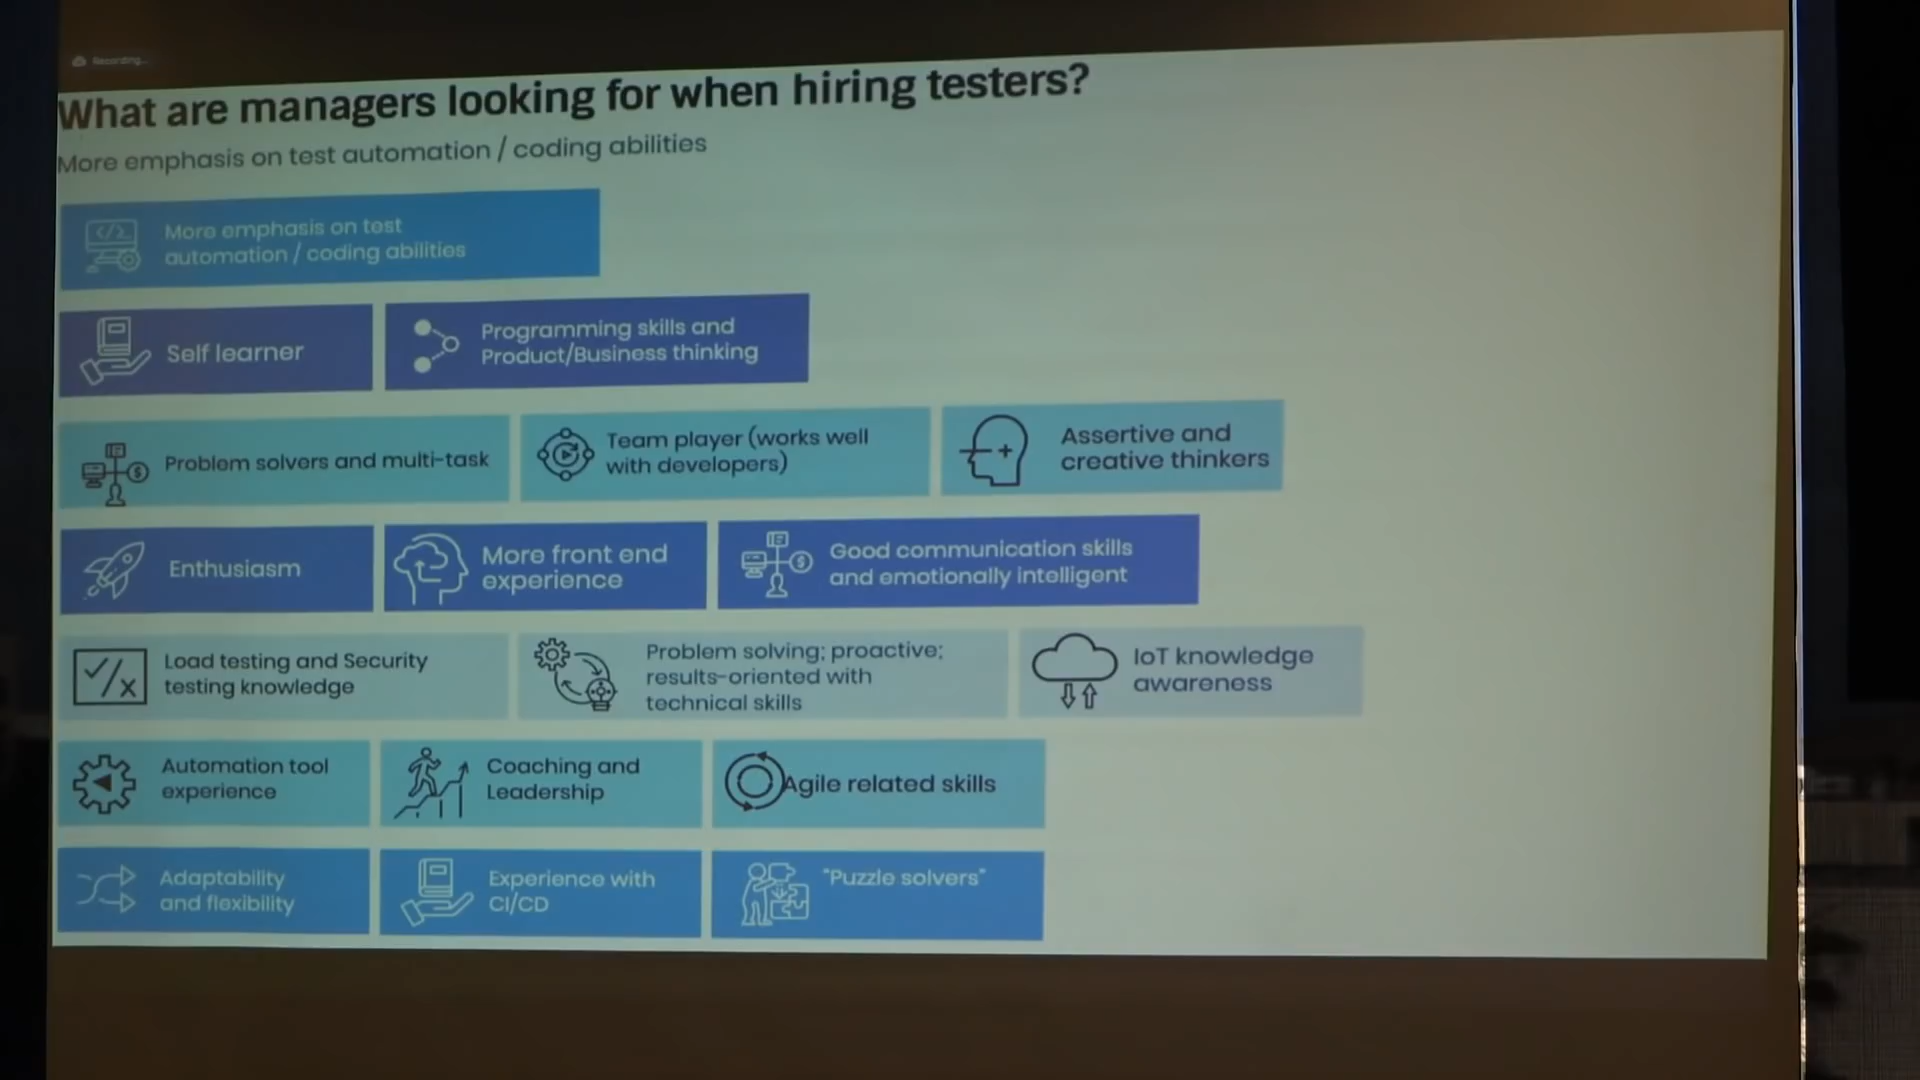 Recording...
What are managers looking for when hiring testers?
More emphasis on test automation / coding abilities
More emphasis on test
automation / coding abilities
Self learner
Programming skills and
Product/Business thinking
Problem solvers and multi-task
Team player (works well
with developers)
Assertive and
creative thinkers
Enthusiasm
More front end
experience
Good communication skills
and emotionally intelligent
Load testing and Security
testing knowledge
Problem solving; proactive;
results-oriented with
technical skills
IoT knowledge
awareness
Automation tool
experience
Coaching and
Leadership
Agile related skills
Adaptability
and flexibility
Experience with
CI/CD
"Puzzle solvers"